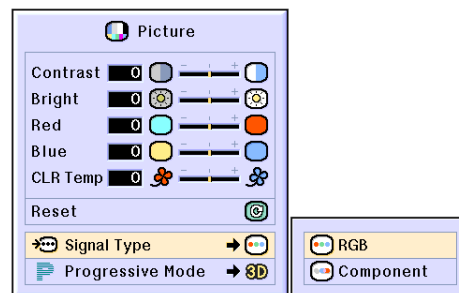 Picture
Contrast 0 - +
Bright 0 - +
Red 0 - +
Blue 0 - +
CLR Temp 0 - +
Reset
Signal Type
Progressive Mode 3D
RGB
Component